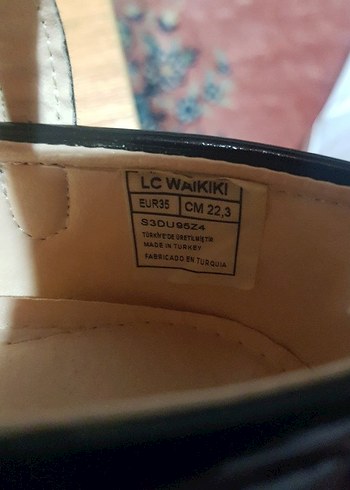 LC WAIKIKI
EUR35 CM 22,3
S3DU95Z4
TÜRKİYE'DE ÜRETİLMİŞTİR
MADE IN TURKEY
FABRICADO EN TURQUIA